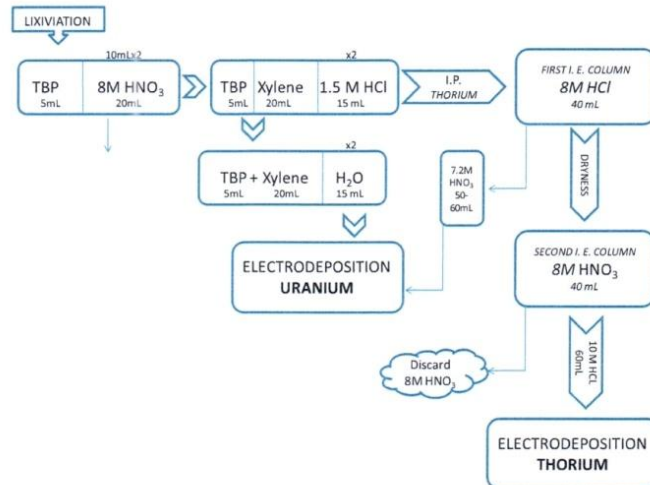 LIXIVIATION
10mLx2
TBP 8M HNO3
5mL 20mL
x2
TBP Xylene 1.5 M HCl
5mL 20mL 15 mL
I.P.
THORIUM
FIRST I. E. COLUMN
8M HCl
40 mL
x2
TBP + Xylene H2O
5mL 20mL 15 mL
7.2M
HNO3
50-
60mL
DRYNESS
ELECTRODEPOSITION
URANIUM
SECOND I. E. COLUMN
8M HNO3
40 mL
Discard
8M HNO3
10 M HCL
60mL
ELECTRODEPOSITION
THORIUM